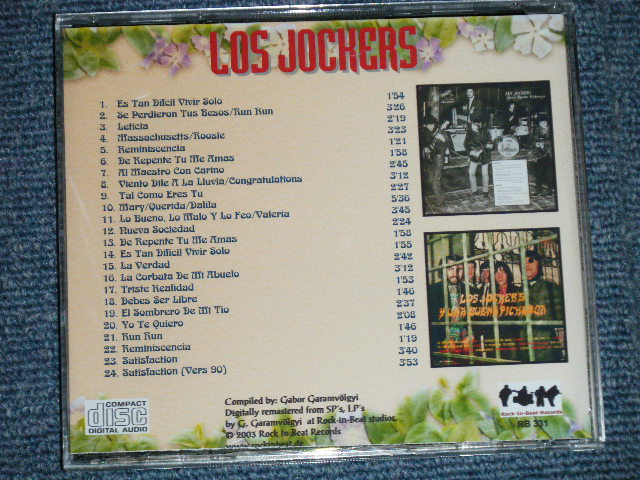 LOS JOCKERS
1. Es Tan Dificil Vivir Solo 1'54
2. Se Perdieron Tus Besos/Run Run 3'26
3. Leticia 2'19
4. Massachusetts/Roosie 3'23
5. Reminiscencia 1'21
6. De Repente Tu Me Amas 1'58
7. Al Maestro Con Carino 2'45
8. Viento Dile A La Lluvia/Congratulations 3'12
9. Tal Como Eres Tu 2'27
10. Mary/Querida/Dalila 5'36
11. Lo Bueno, Lo Malo Y Lo Feo/Valeria 3'45
12. Nueva Sociedad 2'24
13. De Repente Tu Me Amas 1'58
14. Es Tan Dificil Vivir Solo 1'55
15. La Verdad 2'42
16. La Corbata De Mi Abuelo 3'12
17. Triste Realidad 1'53
18. Debes Ser Libre 1'46
19. El Sombrero De Mi Tio 2'37
20. Yo Te Quiero 2'08
21. Run Run 1'46
22. Reminiscencia 1'19
23. Satisfaction 3'40
24. Satisfaction (Vers 90) 3'53
LOS JOCKERS
LOS JOCKERS
Y UNA BUENA PICHANGA
COMPACT
disc
DIGITAL AUDIO
Compiled by: Gabor Garamvölgyi
Digitally remastered from SP's, LP's
by G. Garamvölgyi at Rock-in-Beat studios,
© 2003 Rock In Beat Records
Rock-In-Beat-Records
RB 331